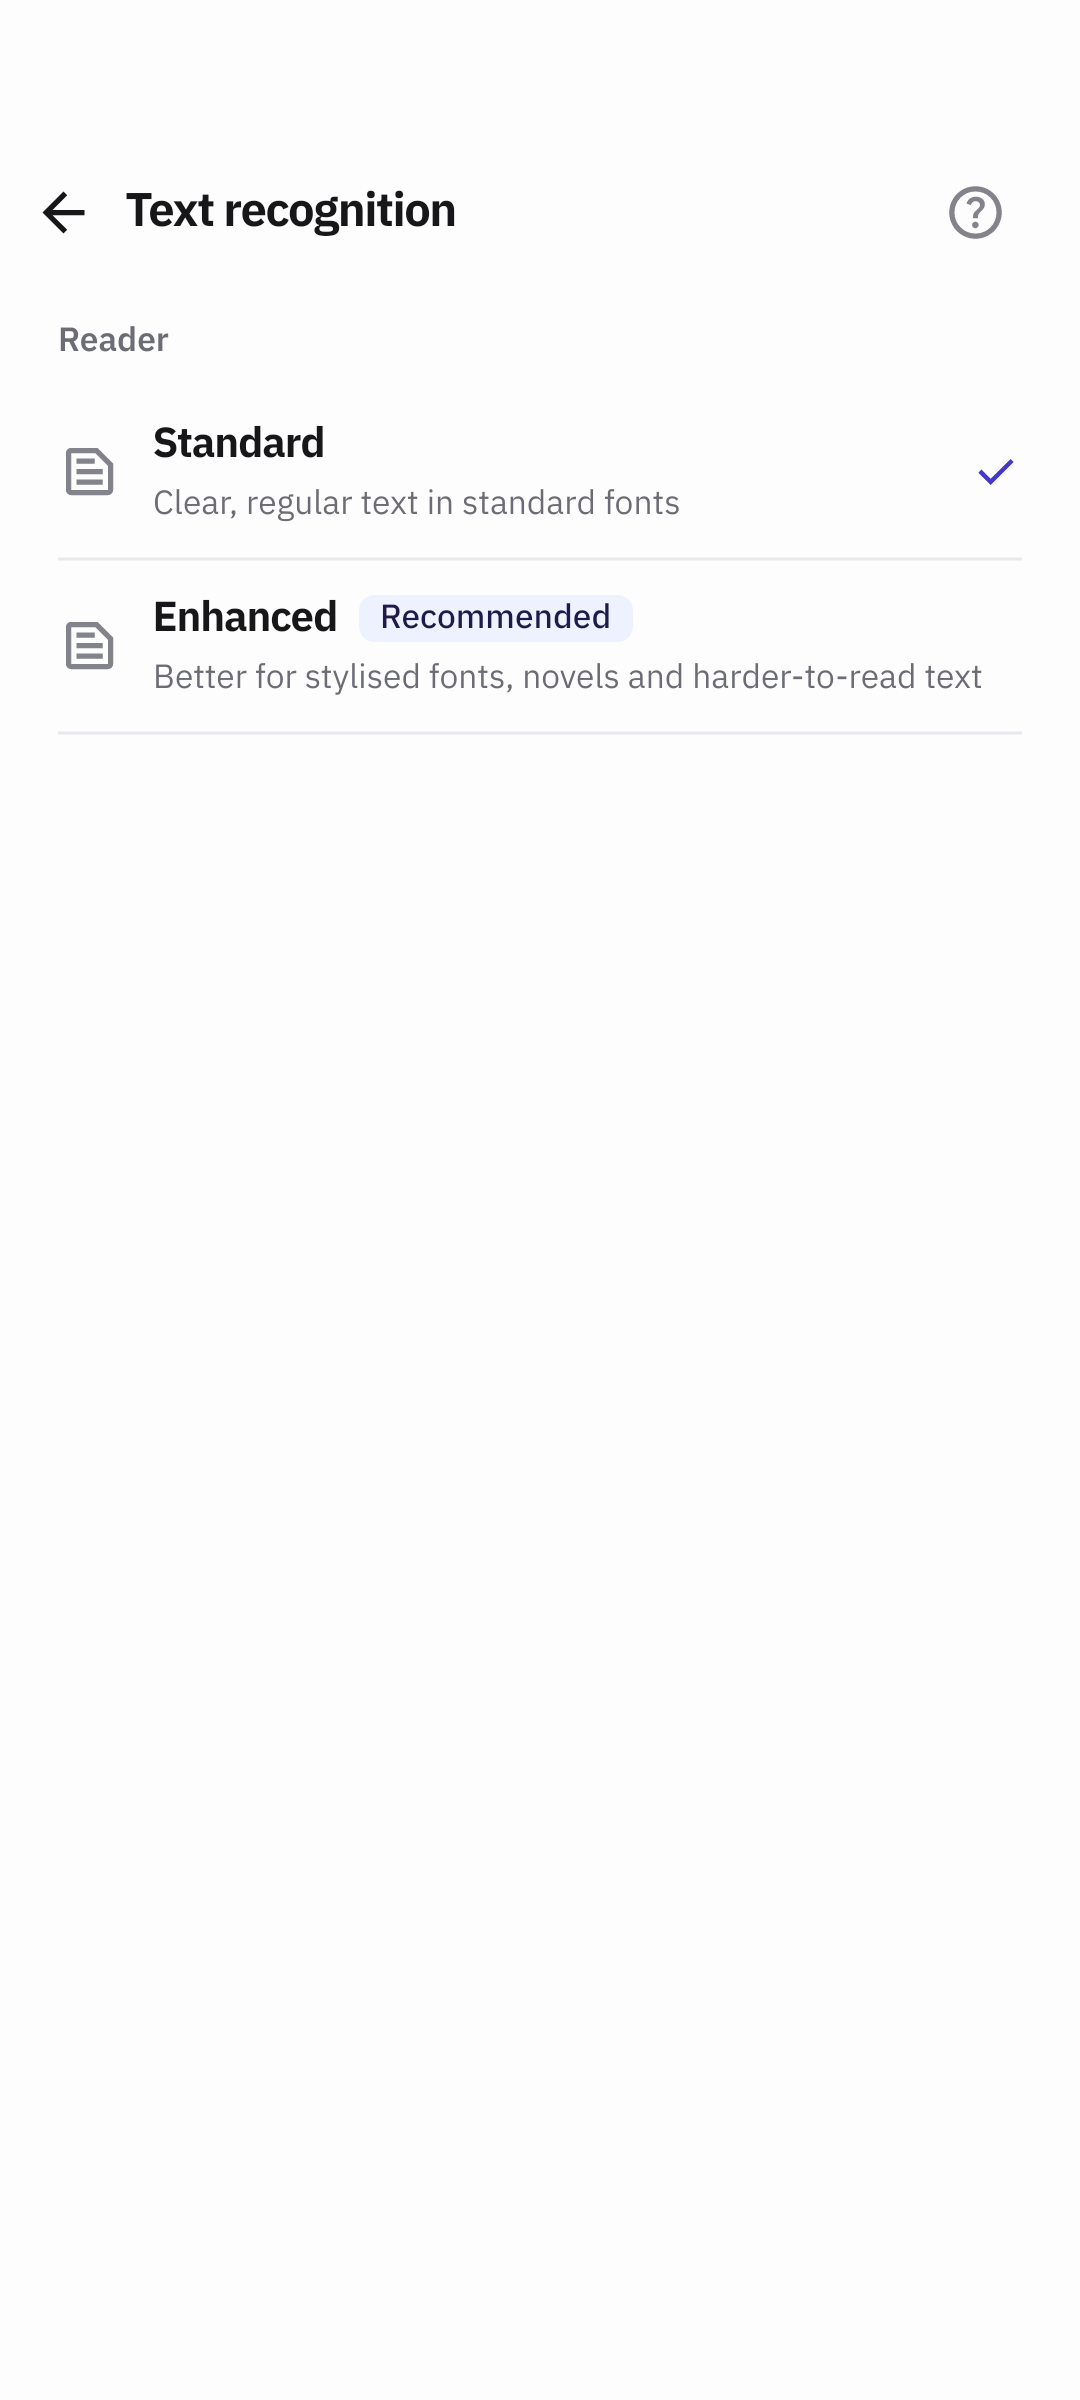 Text recognition
Reader
Standard
Clear, regular text in standard fonts
Enhanced Recommended
Better for stylised fonts, novels and harder-to-read text